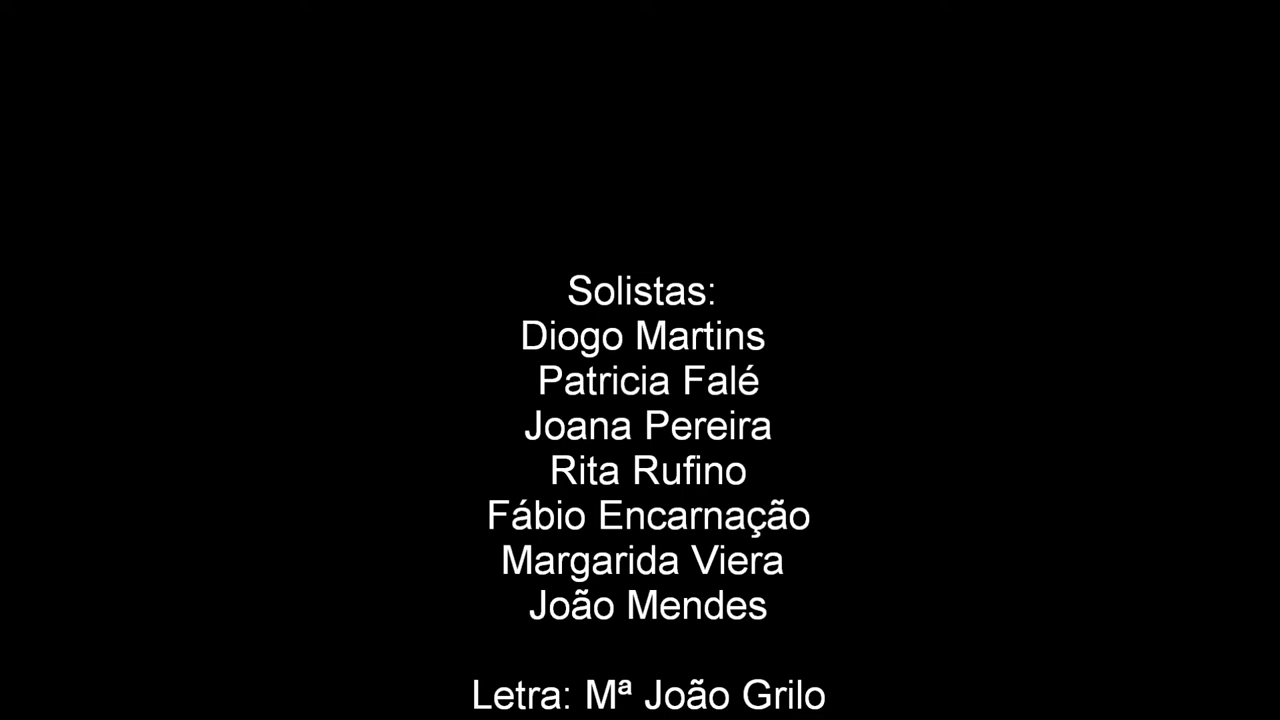 Solistas:
Diogo Martins
Patricia Falé
Joana Pereira
Rita Rufino
Fábio Encarnação
Margarida Viera
João Mendes
Letra: Mª João Grilo